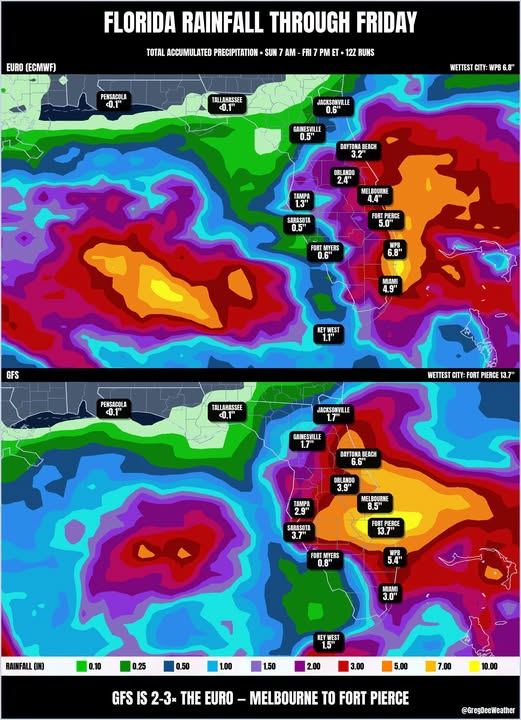 FLORIDA RAINFALL THROUGH FRIDAY
TOTAL ACCUMULATED PRECIPITATION • SUN 7 AM - FRI 7 PM ET • 12Z RUNS
EURO (ECMWF) WETTEST CITY: WPB 6.8"
PENSACOLA
<0.1"
TALLAHASSEE
<0.1"
JACKSONVILLE
0.6"
GAINESVILLE
0.5"
DAYTONA BEACH
3.2"
ORLANDO
2.4"
MELBOURNE
4.4"
TAMPA
1.3"
FORT PIERCE
5.0"
SARASOTA
0.5"
FORT MYERS
0.6"
WPB
6.8"
MIAMI
4.9"
KEY WEST
1.1"
GFS WETTEST CITY: FORT PIERCE 13.7"
PENSACOLA
<0.1"
TALLAHASSEE
<0.1"
JACKSONVILLE
1.7"
GAINESVILLE
1.7"
DAYTONA BEACH
6.6"
ORLANDO
3.9"
MELBOURNE
8.5"
TAMPA
2.9"
FORT PIERCE
13.7"
SARASOTA
3.7"
FORT MYERS
0.8"
WPB
5.4"
MIAMI
3.0"
KEY WEST
1.5"
RAINFALL (IN) 0.10 0.25 0.50 1.00 1.50 2.00 3.00 5.00 7.00 10.00
GFS IS 2-3× THE EURO — MELBOURNE TO FORT PIERCE
@GregDeeWeather